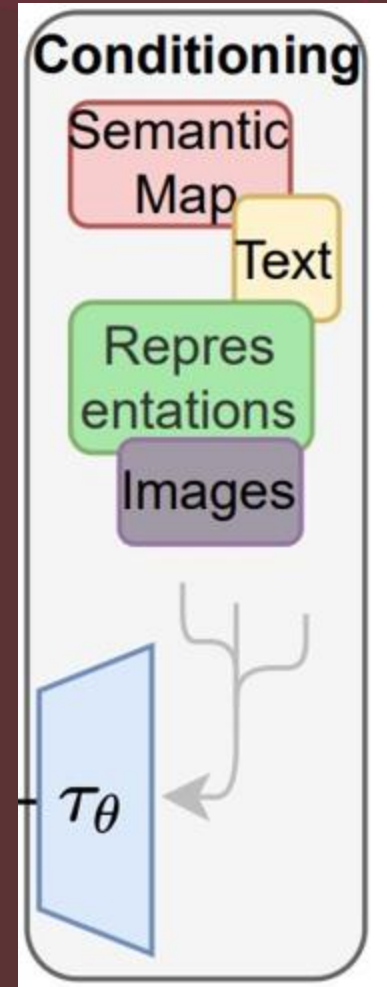 Conditioning
Semantic
Map
Text
Repres
entations
Images
τθ